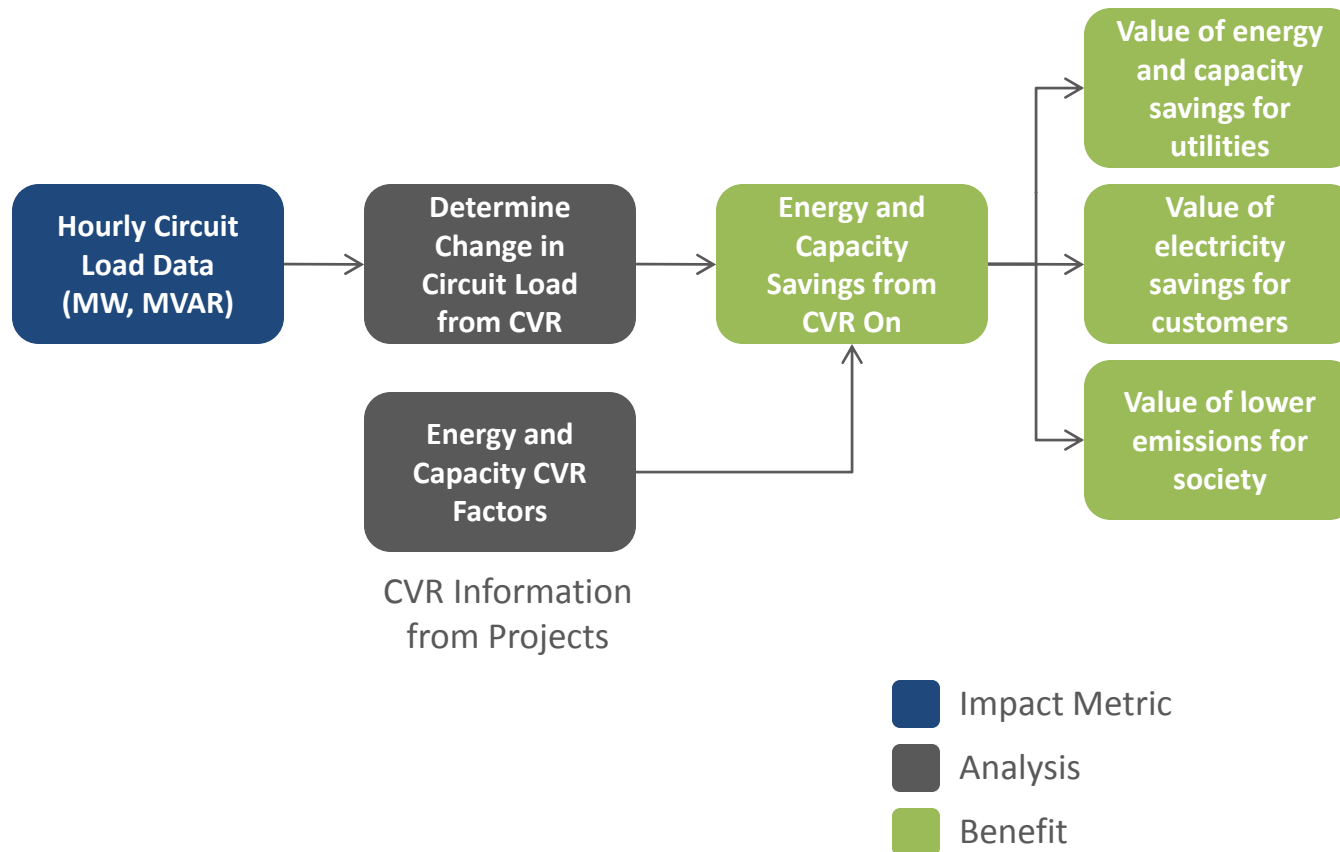 Hourly Circuit
Load Data
(MW, MVAR)
Determine
Change in
Circuit Load
from CVR
Energy and
Capacity CVR
Factors
CVR Information
from Projects
Energy and
Capacity
Savings from
CVR On
Value of energy
and capacity
savings for
utilities
Value of
electricity
savings for
customers
Value of lower
emissions for
society
Impact Metric
Analysis
Benefit